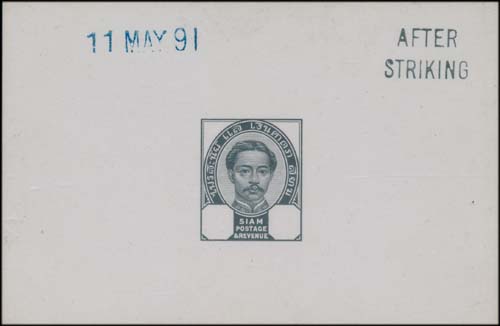 11 MAY 91
AFTER
STRIKING
SIAM
POSTAGE
& REVENUE